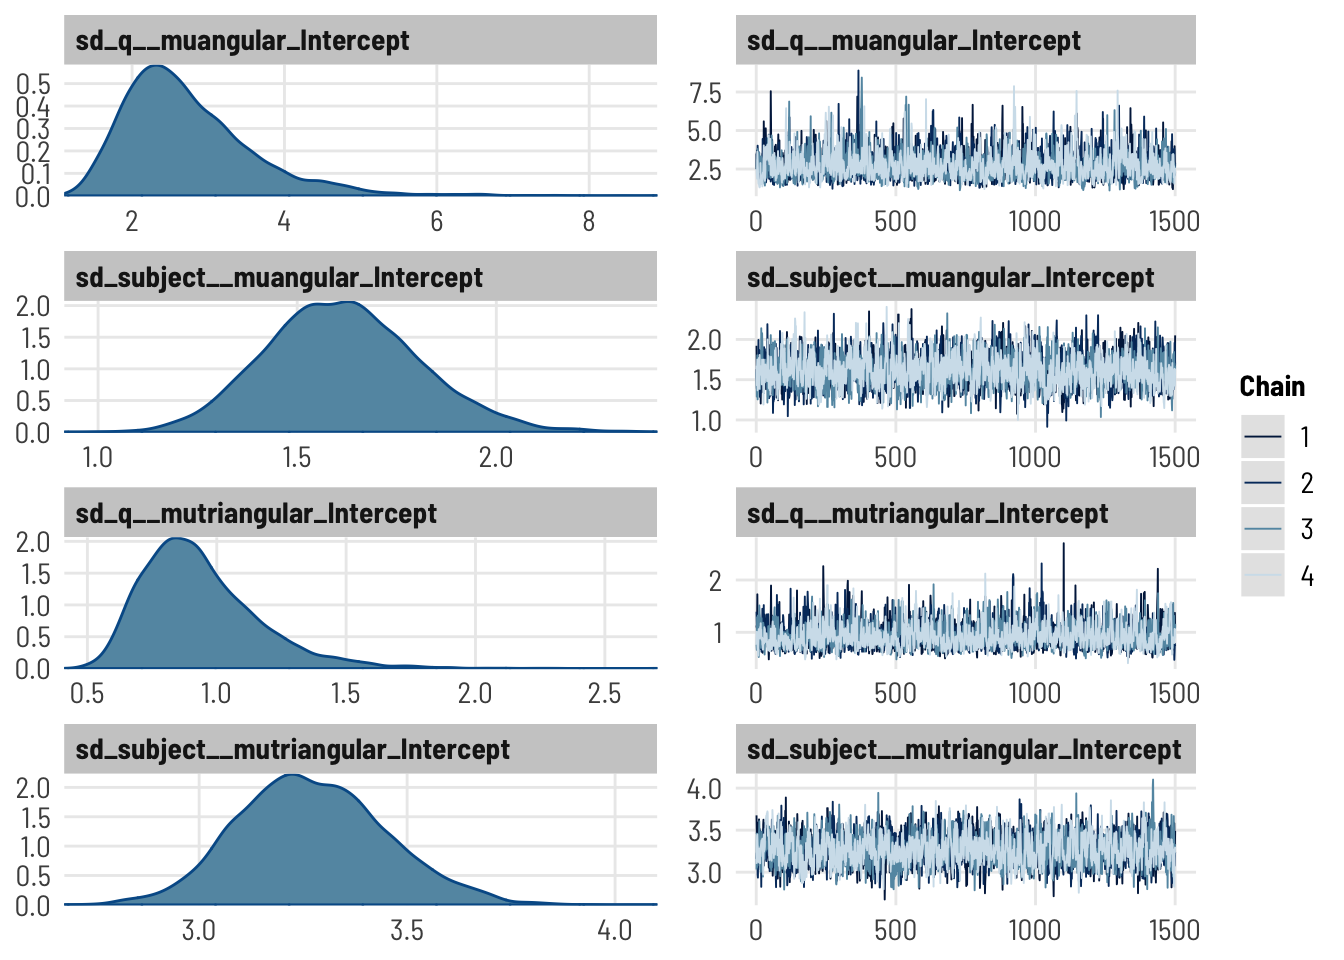 sd_q__muangular_Intercept
0.5
0.4
0.3
0.2
0.1
0.0
2 4 6 8
sd_q__muangular_Intercept
7.5
5.0
2.5
0 500 1000 1500
sd_subject__muangular_Intercept
2.0
1.5
1.0
0.5
0.0
1.0 1.5 2.0
sd_subject__muangular_Intercept
2.0
1.5
1.0
0 500 1000 1500
sd_q__mutriangular_Intercept
2.0
1.5
1.0
0.5
0.0
0.5 1.0 1.5 2.0 2.5
sd_q__mutriangular_Intercept
2
1
0 500 1000 1500
sd_subject__mutriangular_Intercept
2.0
1.5
1.0
0.5
0.0
3.0 3.5 4.0
sd_subject__mutriangular_Intercept
4.0
3.5
3.0
0 500 1000 1500
Chain
1
2
3
4